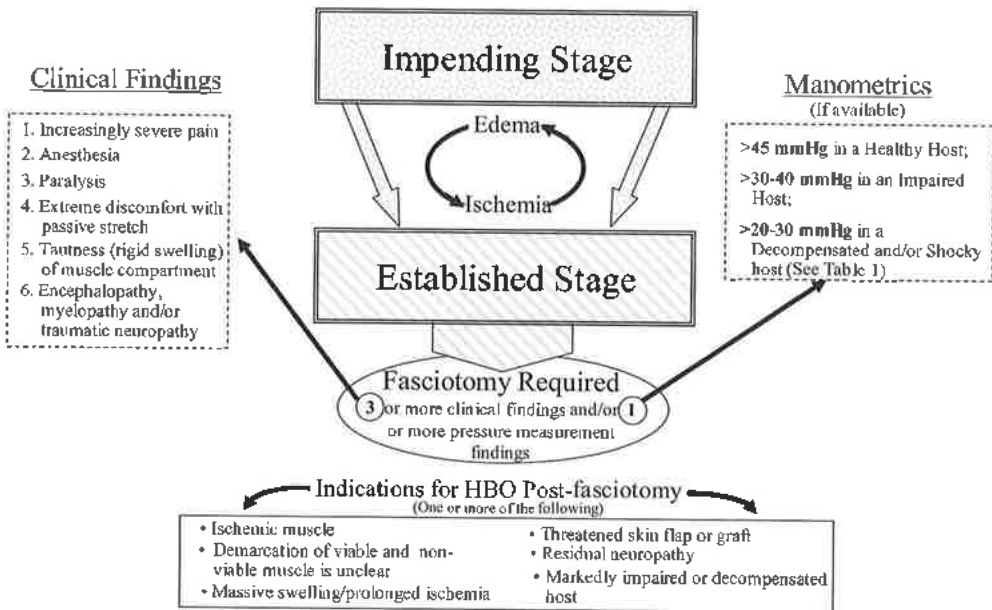 Impending Stage
Clinical Findings
1. Increasingly severe pain
2. Anesthesia
3. Paralysis
4. Extreme discomfort with
passive stretch
5. Tautness (rigid swelling)
of muscle compartment
6. Encephalopathy,
myelopathy and/or
traumatic neuropathy
Edema
Ischemia
Manometrics
(If available)
>45 mmHg in a Healthy Host;
>30-40 mmHg in an Impaired
Host;
>20-30 mmHg in a
Decompensated and/or Shocky
host (See Table 1)
Established Stage
Fasciotomy Required
3 or more clinical findings and/or 1
or more pressure measurement
findings
Indications for HBO Post-fasciotomy
(One or more of the following)
• Ischemic muscle
• Demarcation of viable and non-
viable muscle is unclear
• Massive swelling/prolonged ischemia
• Threatened skin flap or graft
• Residual neuropathy
• Markedly impaired or decompensated
host